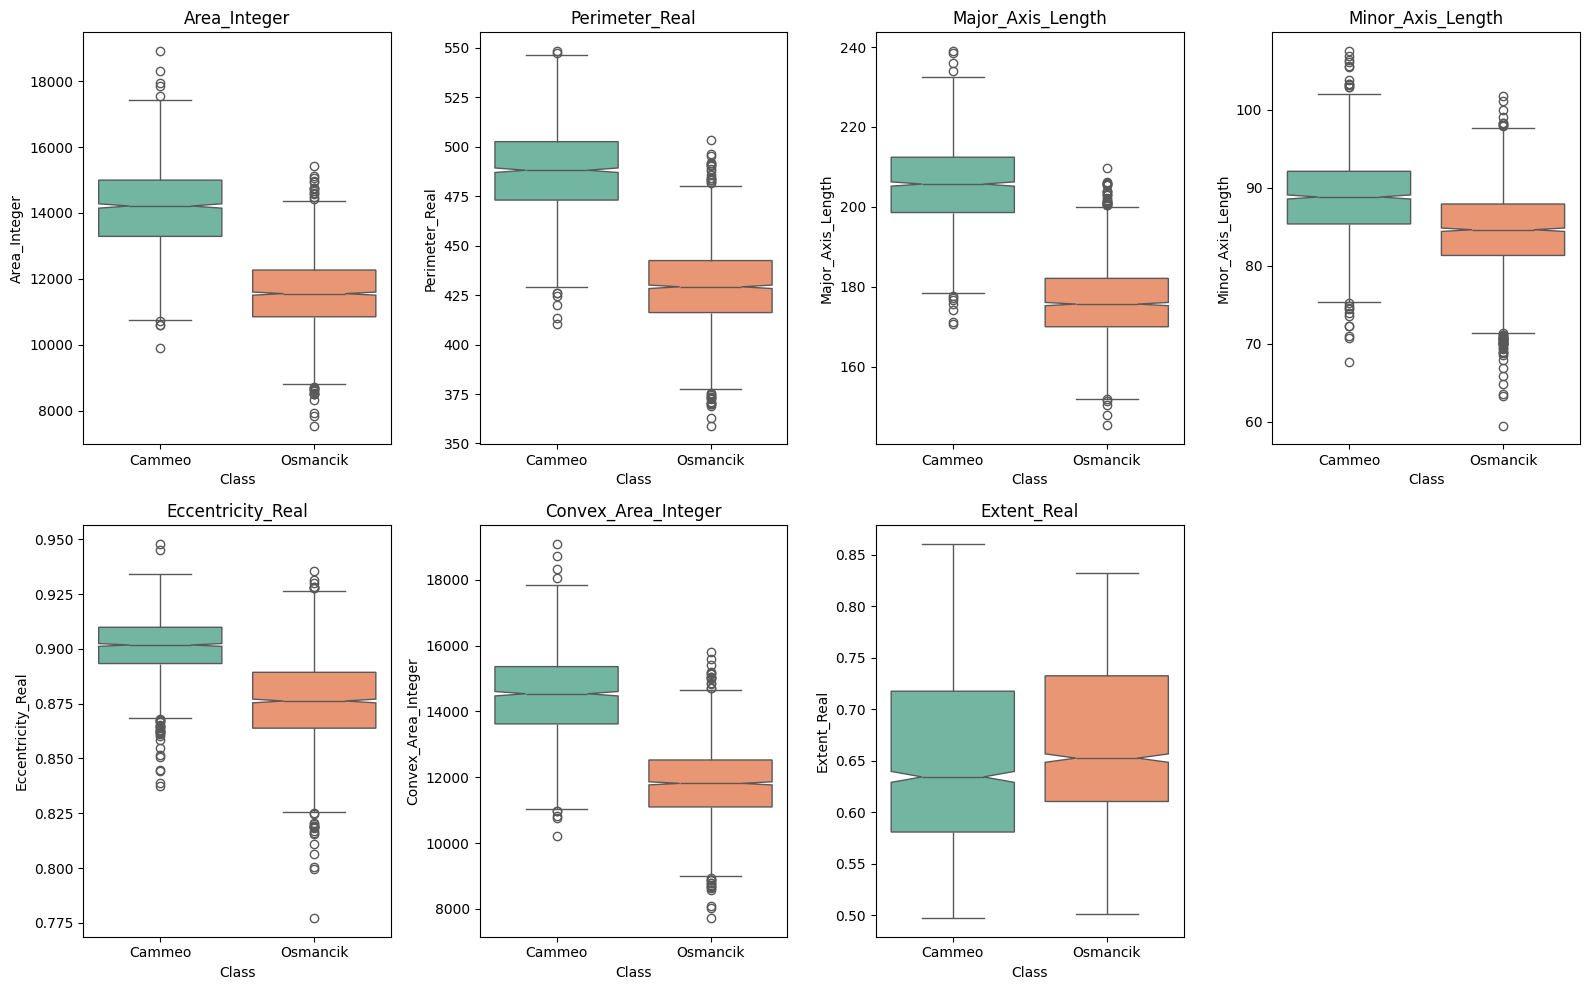 Area_Integer
Perimeter_Real
Major_Axis_Length
Minor_Axis_Length
Area_Integer
18000
16000
14000
12000
10000
8000
Cammeo
Osmancik
Class
Perimeter_Real
550
525
500
475
450
425
400
375
350
Cammeo
Osmancik
Class
Major_Axis_Length
240
220
200
180
160
Cammeo
Osmancik
Class
Minor_Axis_Length
100
90
80
70
60
Cammeo
Osmancik
Class
Eccentricity_Real
Convex_Area_Integer
Extent_Real
Eccentricity_Real
0.950
0.925
0.900
0.875
0.850
0.825
0.800
0.775
Cammeo
Osmancik
Class
Convex_Area_Integer
18000
16000
14000
12000
10000
8000
Cammeo
Osmancik
Class
Extent_Real
0.85
0.80
0.75
0.70
0.65
0.60
0.55
0.50
Cammeo
Osmancik
Class